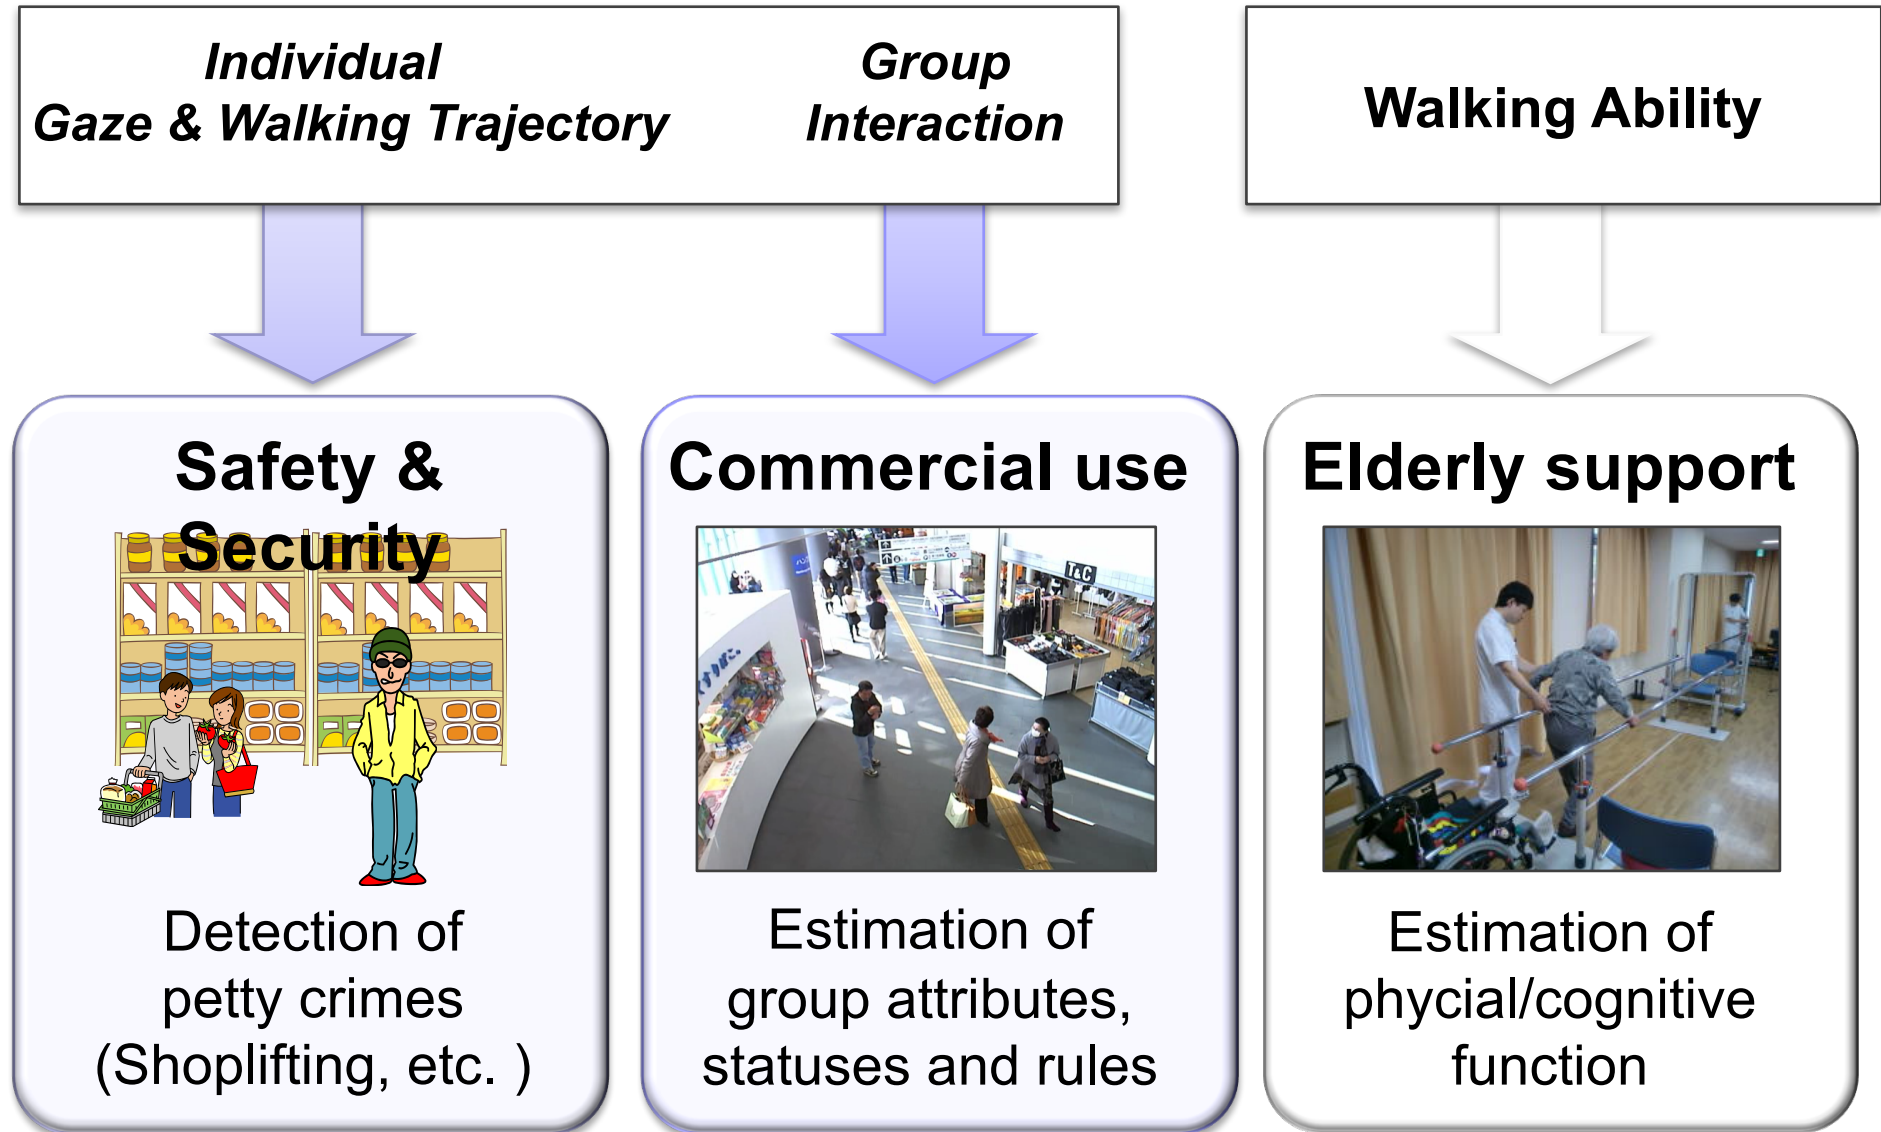 Individual
Gaze & Walking Trajectory
Group
Interaction
Walking Ability
Safety &
Security
Detection of
petty crimes
(Shoplifting, etc. )
Commercial use
T&C
Estimation of
group attributes,
statuses and rules
Elderly support
Estimation of
phycial/cognitive
function